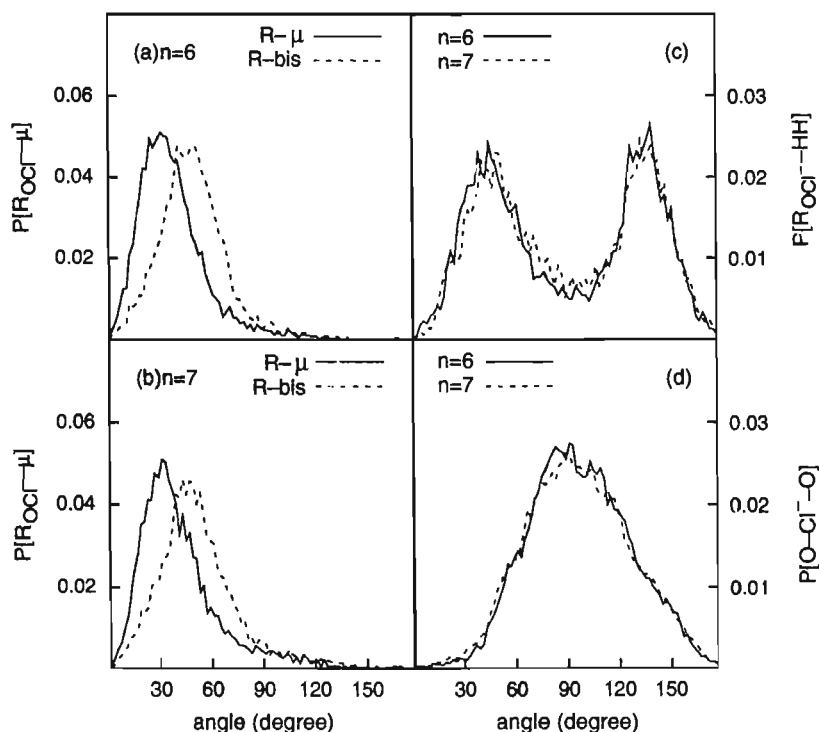 (a)n=6
R–μ
R–bis
P[R_OCl⁻–μ]
0.06
0.04
0.02
n=6
n=7
(c)
P[R_OCl⁻–HH]
0.03
0.02
0.01
(b)n=7
R–μ
R–bis
P[R_OCl⁻–μ]
0.06
0.04
0.02
30 60 90 120 150
angle (degree)
n=6
n=7
(d)
P[O–Cl⁻–O]
0.03
0.02
0.01
30 60 90 120 150
angle (degree)